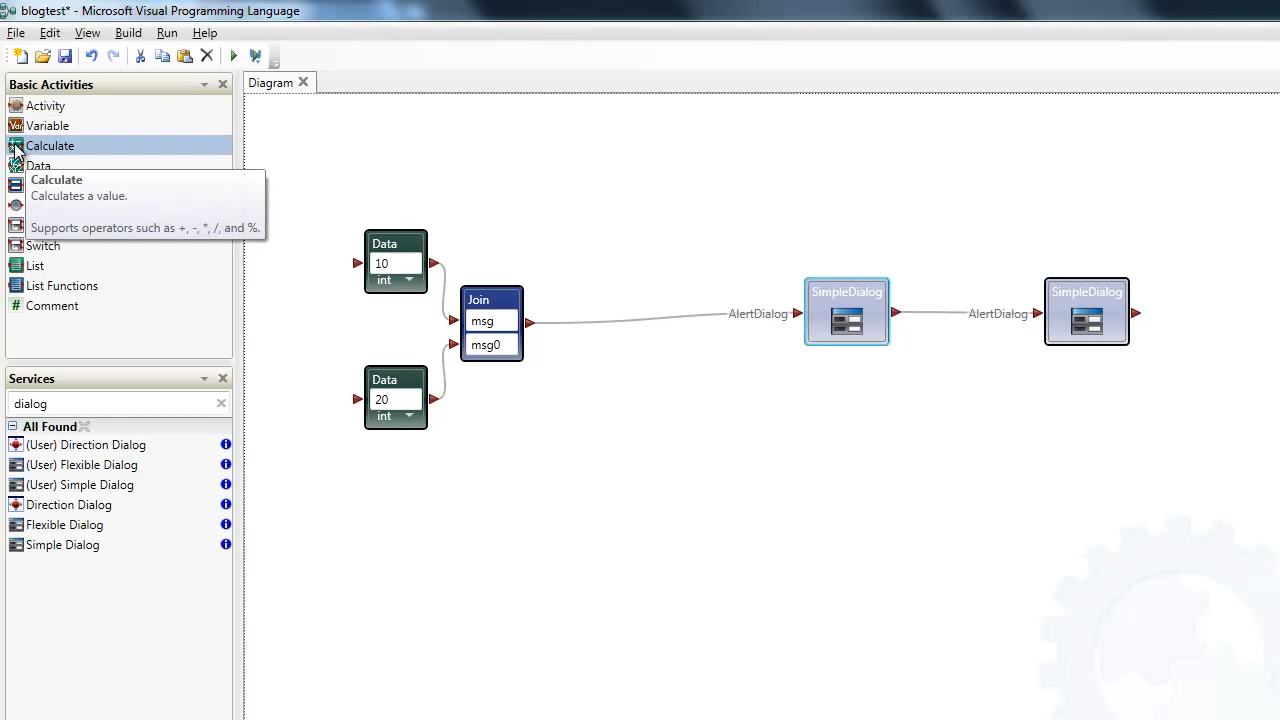 blogtest* - Microsoft Visual Programming Language
File Edit View Build Run Help
Basic Activities
Activity
Variable
Calculate
Data
Calculate
Calculates a value.
Supports operators such as +, -, *, /, and %.
Switch
List
List Functions
# Comment
Services
dialog
All Found
(User) Direction Dialog
(User) Flexible Dialog
(User) Simple Dialog
Direction Dialog
Flexible Dialog
Simple Dialog
Diagram
Data
10
int
Join
msg
msg0
Data
20
int
AlertDialog
SimpleDialog
AlertDialog
SimpleDialog